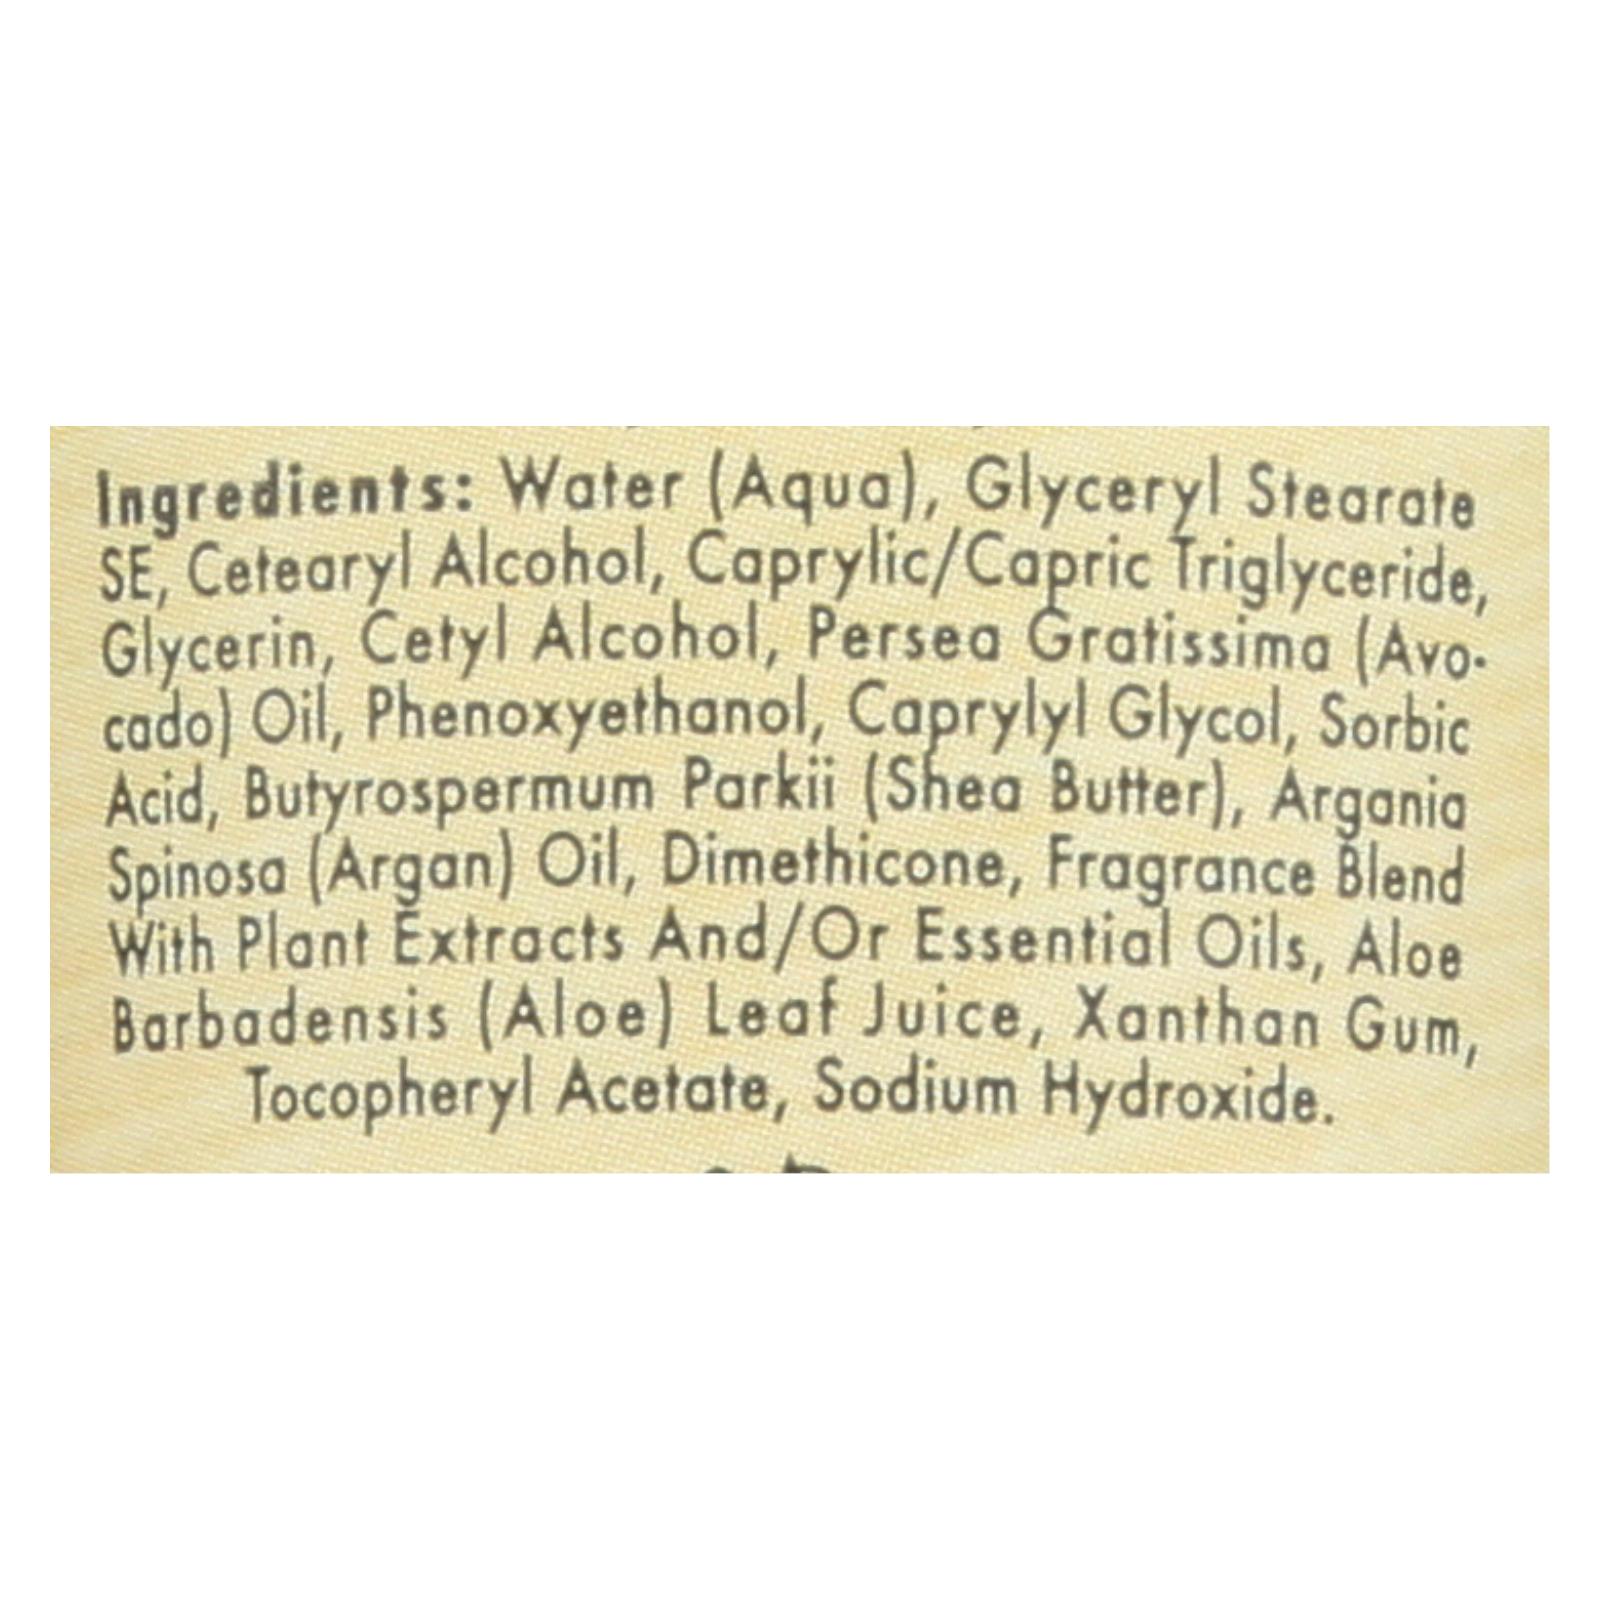 Ingredients: Water (Aqua), Glyceryl Stearate
SE, Cetearyl Alcohol, Caprylic/Capric Triglyceride,
Glycerin, Cetyl Alcohol, Persea Gratissima (Avo-
cado) Oil, Phenoxyethanol, Caprylyl Glycol, Sorbic
Acid, Butyrospermum Parkii (Shea Butter), Argania
Spinosa (Argan) Oil, Dimethicone, Fragrance Blend
With Plant Extracts And/Or Essential Oils, Aloe
Barbadensis (Aloe) Leaf Juice, Xanthan Gum,
Tocopheryl Acetate, Sodium Hydroxide.